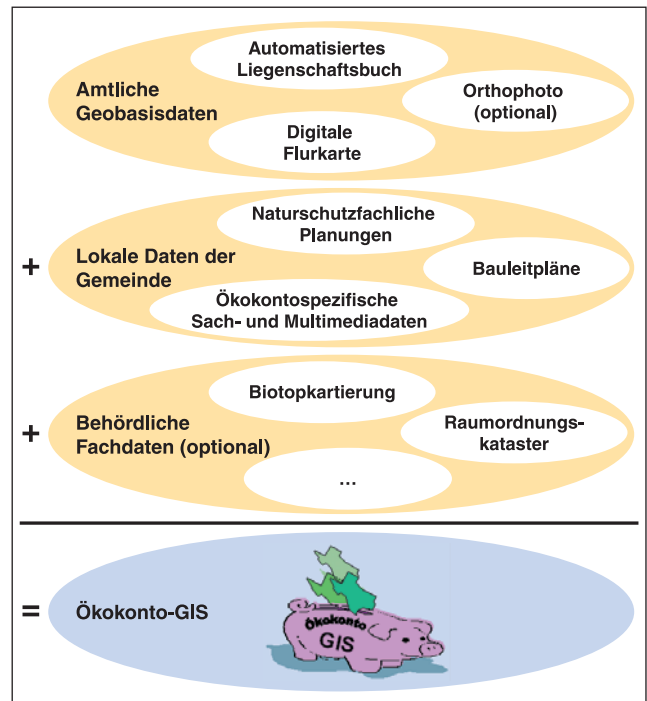 Automatisiertes
Liegenschaftsbuch
Amtliche
Geobasisdaten
Orthophoto
(optional)
Digitale
Flurkarte
+
Lokale Daten der
Gemeinde
Naturschutzfachliche
Planungen
Bauleitpläne
Ökokontospezifische
Sach- und Multimediadaten
+
Behördliche
Fachdaten (optional)
Biotopkartierung
Raumordnungs-
kataster
...
=
Ökokonto-GIS
Ökokonto
GIS